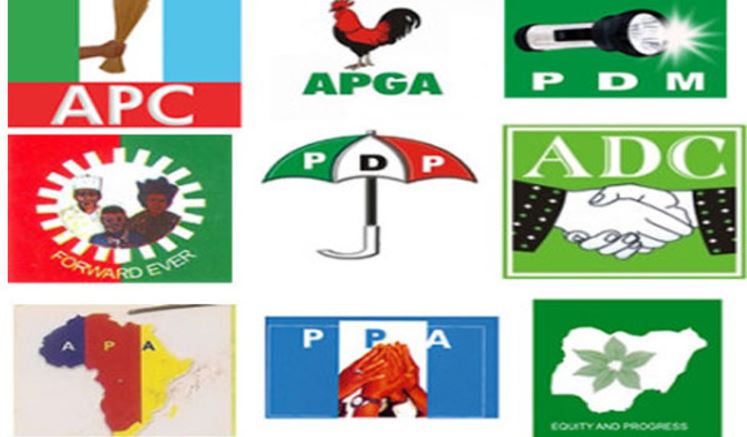 APC
APGA
P D M
FORWARD EVER
P D P
ADC
A P A
P P A
EQUITY AND PROGRESS